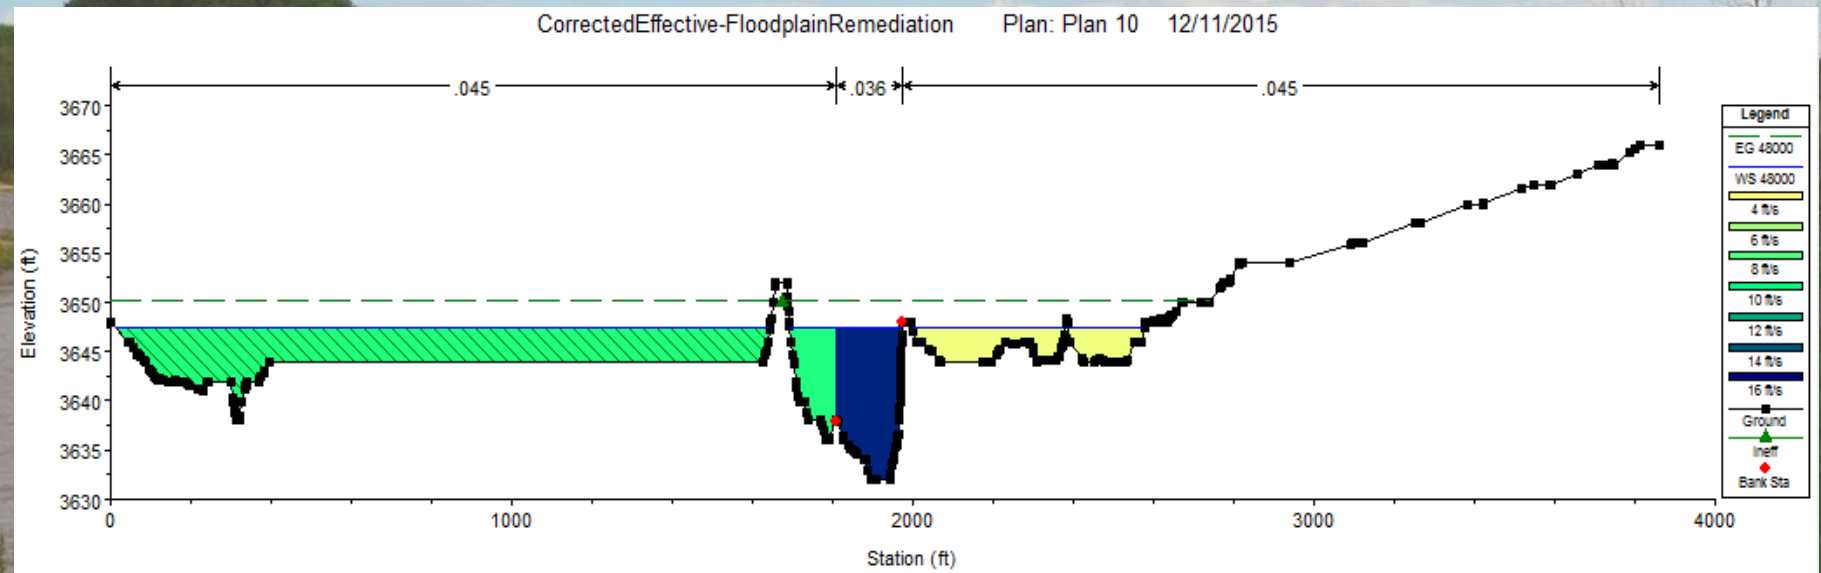 CorrectedEffective-FloodplainRemediation Plan: Plan 10 12/11/2015
.045 .036 .045
Elevation (ft)
3670
3665
3660
3655
3650
3645
3640
3635
3630
0 1000 2000 3000 4000
Station (ft)
Legend
EG 48000
WS 48000
4 ft/s
6 ft/s
8 ft/s
10 ft/s
12 ft/s
14 ft/s
16 ft/s
Ground
Ineff
Bank Sta